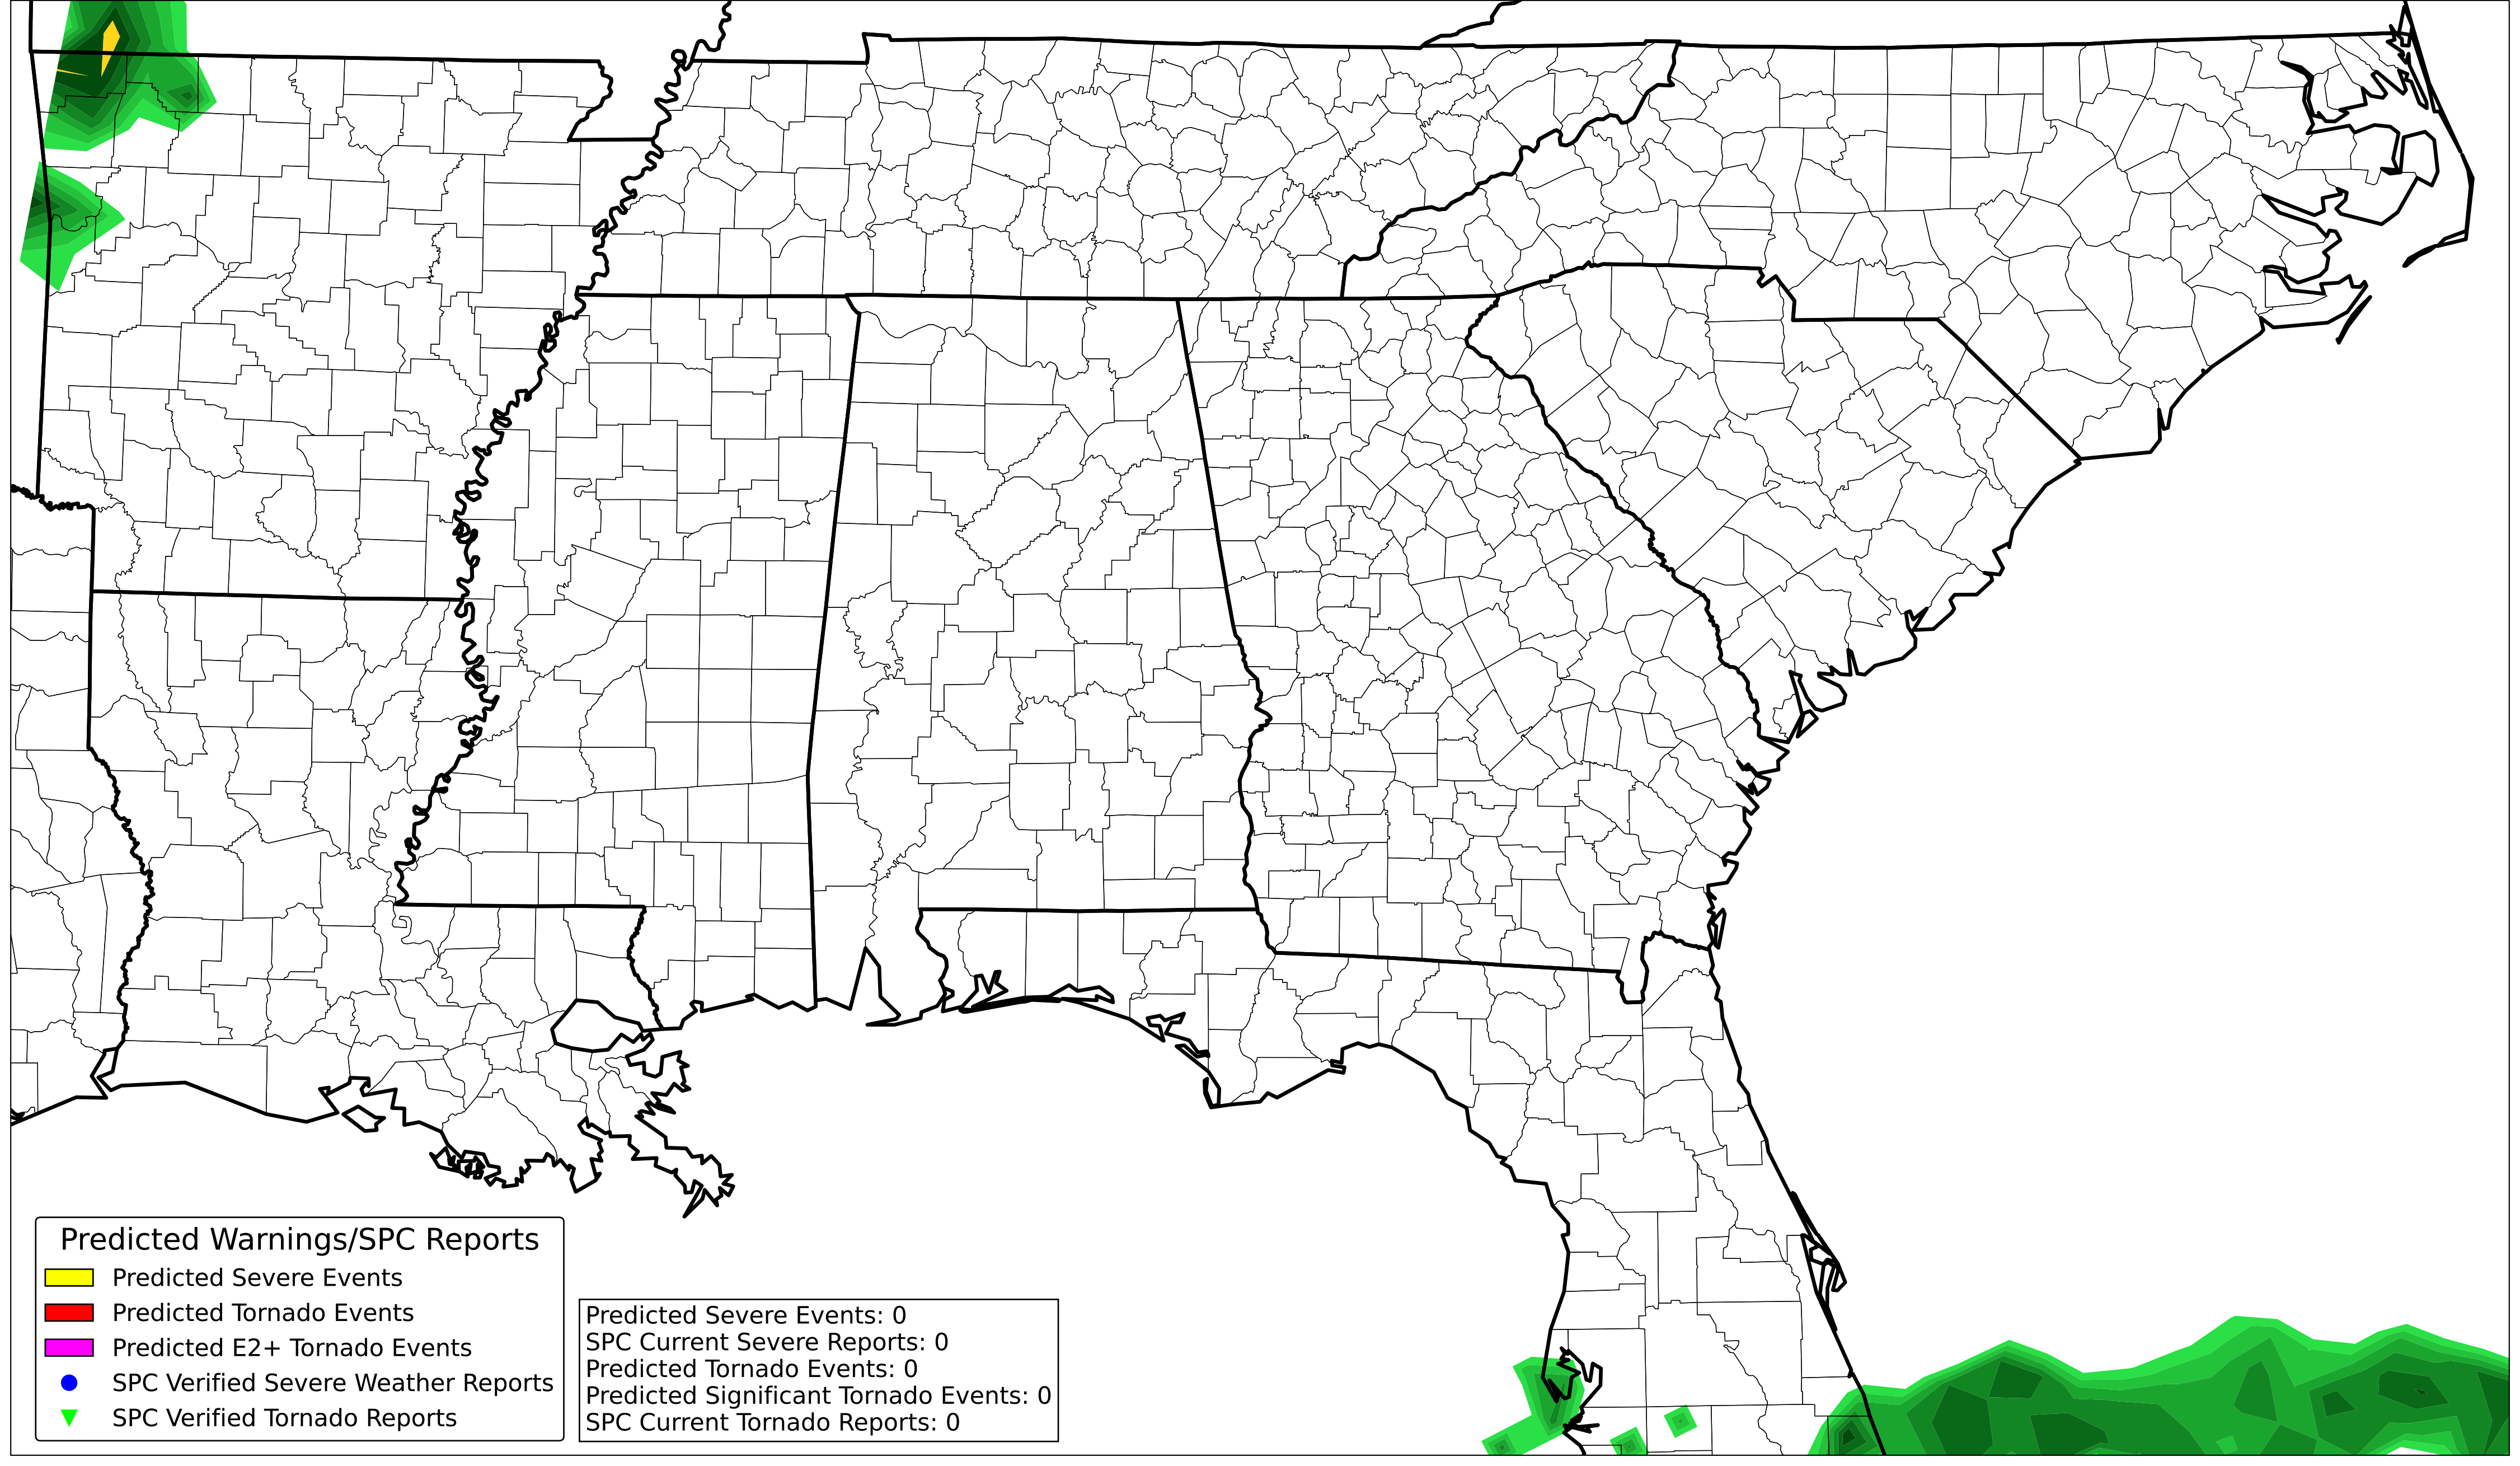 Predicted Warnings/SPC Reports
Predicted Severe Events
Predicted Tornado Events
Predicted E2+ Tornado Events
SPC Verified Severe Weather Reports
SPC Verified Tornado Reports
Predicted Severe Events: 0
SPC Current Severe Reports: 0
Predicted Tornado Events: 0
Predicted Significant Tornado Events: 0
SPC Current Tornado Reports: 0